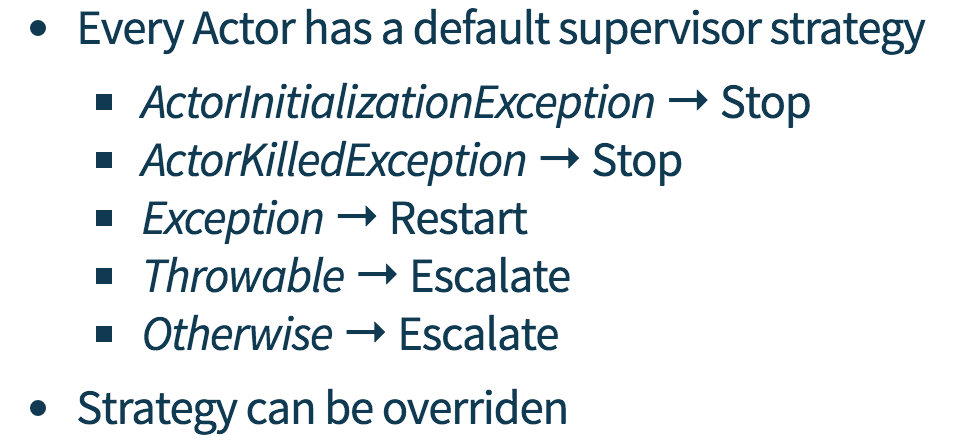 • Every Actor has a default supervisor strategy
▪ ActorInitializationException → Stop
▪ ActorKilledException → Stop
▪ Exception → Restart
▪ Throwable → Escalate
▪ Otherwise → Escalate
• Strategy can be overriden